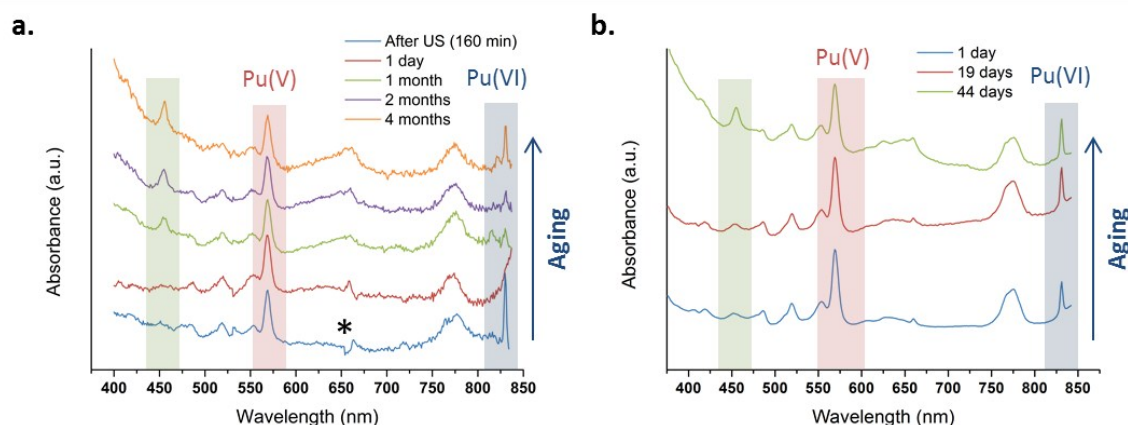 a.
After US (160 min)
1 day
1 month
2 months
4 months
Pu(V)
Pu(VI)
Absorbance (a.u.)
Aging
*
400 450 500 550 600 650 700 750 800 850
Wavelength (nm)
b.
1 day
19 days
44 days
Pu(V)
Pu(VI)
Absorbance (a.u.)
Aging
400 450 500 550 600 650 700 750 800 850
Wavelength (nm)